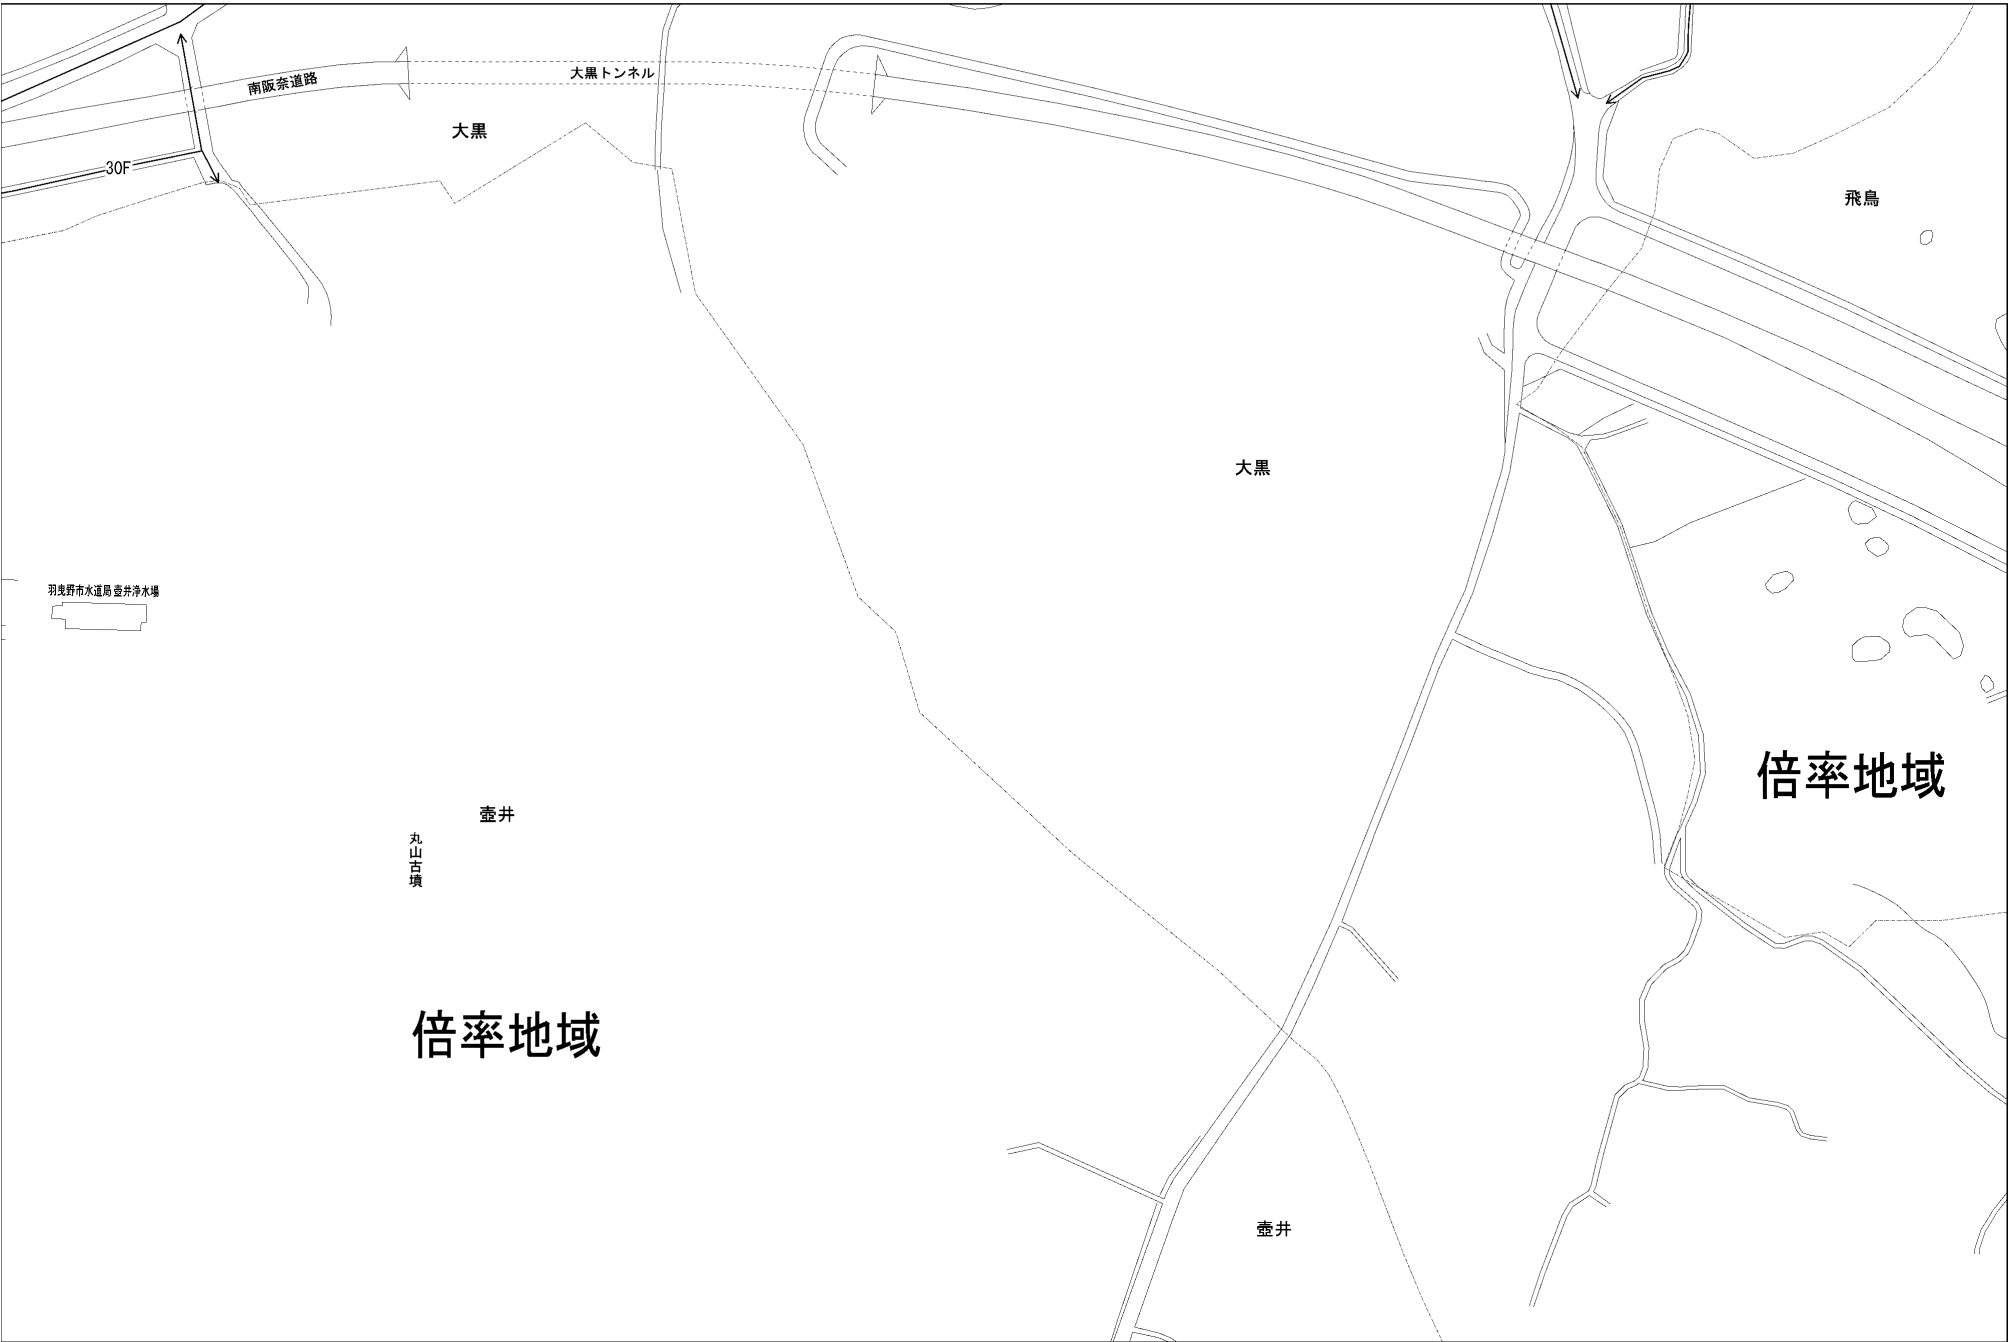 南阪奈道路
大黒トンネル
大黒
30F
飛鳥
大黒
羽曳野市水道局壺井浄水場
倍率地域
壺井
丸山古墳
倍率地域
壺井